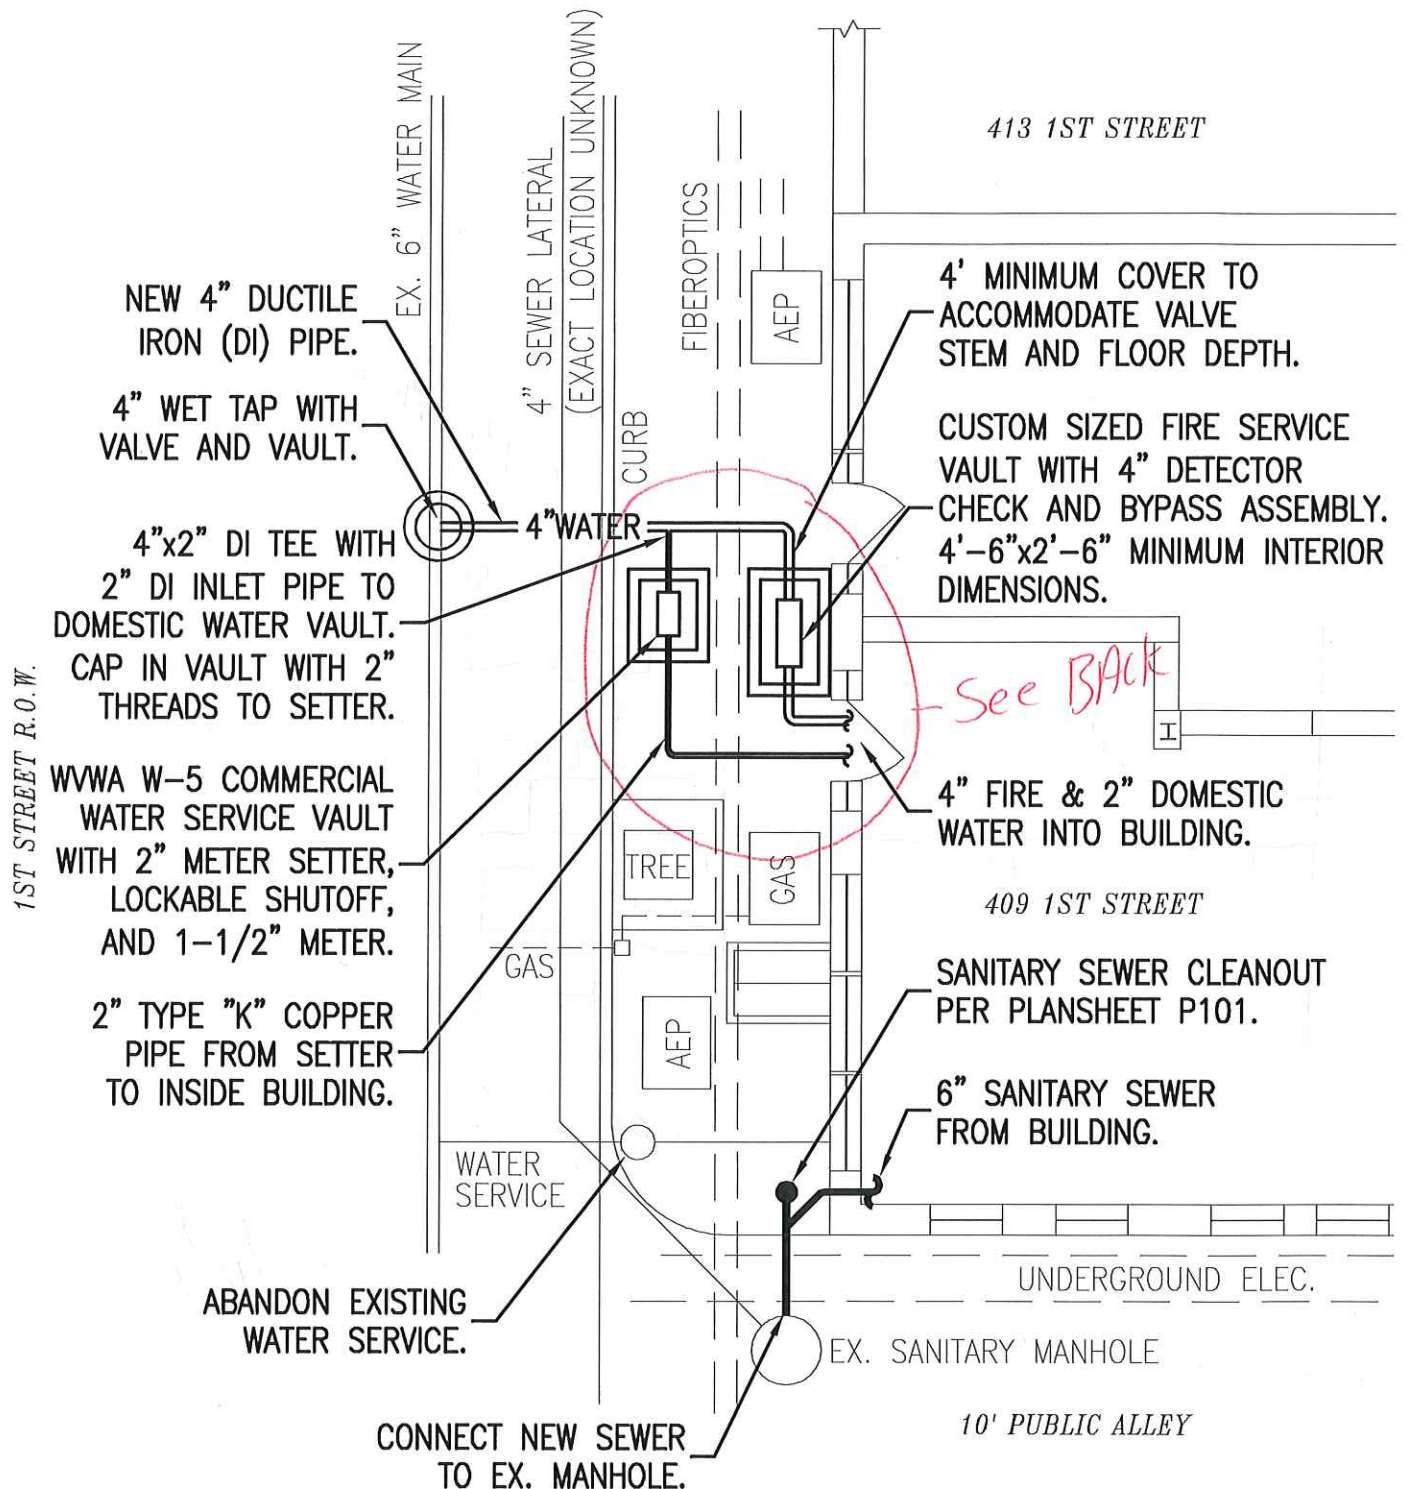 EX. 6" WATER MAIN
4" SEWER LATERAL
(EXACT LOCATION UNKNOWN)
FIBEROPTICS
CURB
AEP
413 1ST STREET
NEW 4" DUCTILE
IRON (DI) PIPE.
4" WET TAP WITH
VALVE AND VAULT.
4"x2" DI TEE WITH
2" DI INLET PIPE TO
DOMESTIC WATER VAULT.
CAP IN VAULT WITH 2"
THREADS TO SETTER.
4"WATER
4' MINIMUM COVER TO
ACCOMMODATE VALVE
STEM AND FLOOR DEPTH.
CUSTOM SIZED FIRE SERVICE
VAULT WITH 4" DETECTOR
CHECK AND BYPASS ASSEMBLY.
4'-6"x2'-6" MINIMUM INTERIOR
DIMENSIONS.
See BACK
H
1ST STREET R.O.W.
WVWA W-5 COMMERCIAL
WATER SERVICE VAULT
WITH 2" METER SETTER,
LOCKABLE SHUTOFF,
AND 1-1/2" METER.
4" FIRE & 2" DOMESTIC
WATER INTO BUILDING.
TREE
GAS
GAS
409 1ST STREET
2" TYPE "K" COPPER
PIPE FROM SETTER
TO INSIDE BUILDING.
AEP
SANITARY SEWER CLEANOUT
PER PLANSHEET P101.
6" SANITARY SEWER
FROM BUILDING.
WATER
SERVICE
ABANDON EXISTING
WATER SERVICE.
UNDERGROUND ELEC.
EX. SANITARY MANHOLE
10' PUBLIC ALLEY
CONNECT NEW SEWER
TO EX. MANHOLE.